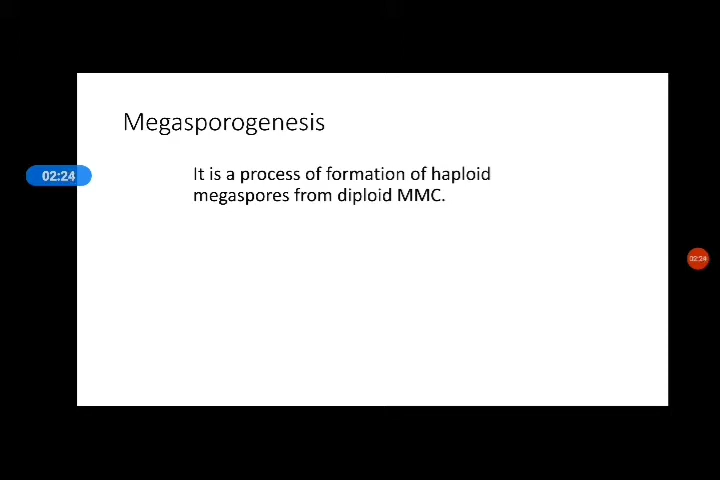 Megasporogenesis
02:24
It is a process of formation of haploid
megaspores from diploid MMC.
02:24